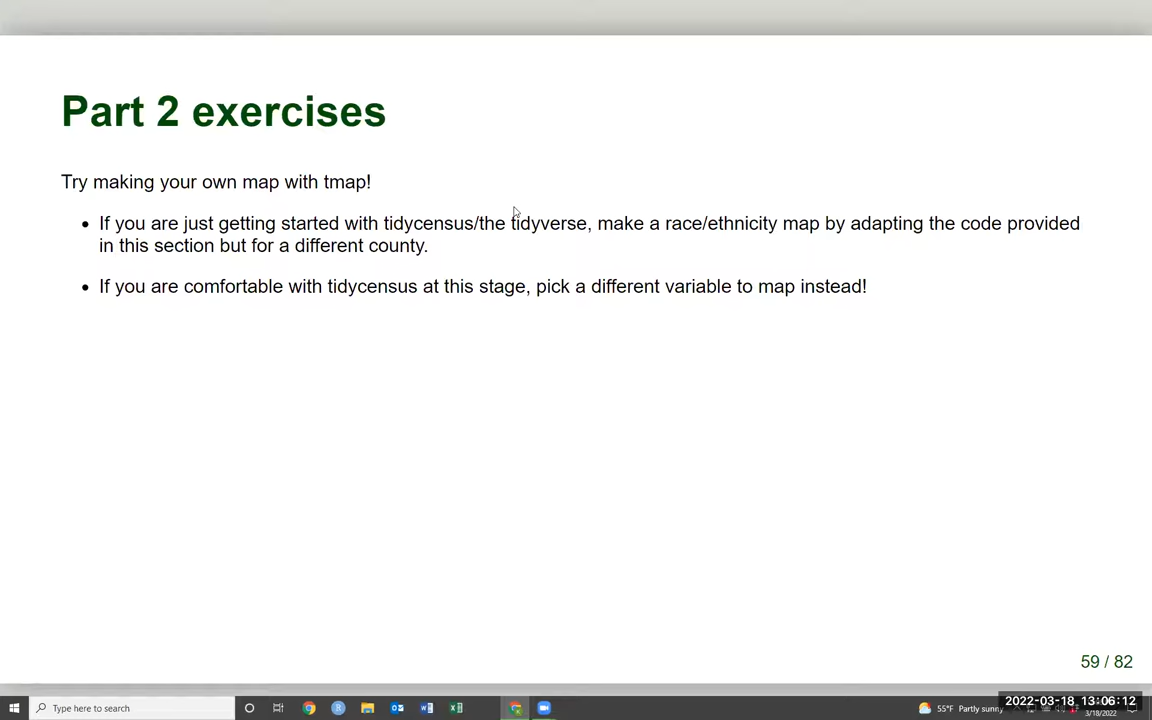 Part 2 exercises
Try making your own map with tmap!
• If you are just getting started with tidycensus/the tidyverse, make a race/ethnicity map by adapting the code provided
in this section but for a different county.
• If you are comfortable with tidycensus at this stage, pick a different variable to map instead!
59 / 82
Type here to search
55°F Partly sunny
2022-03-18 13:06:12
3/18/2022